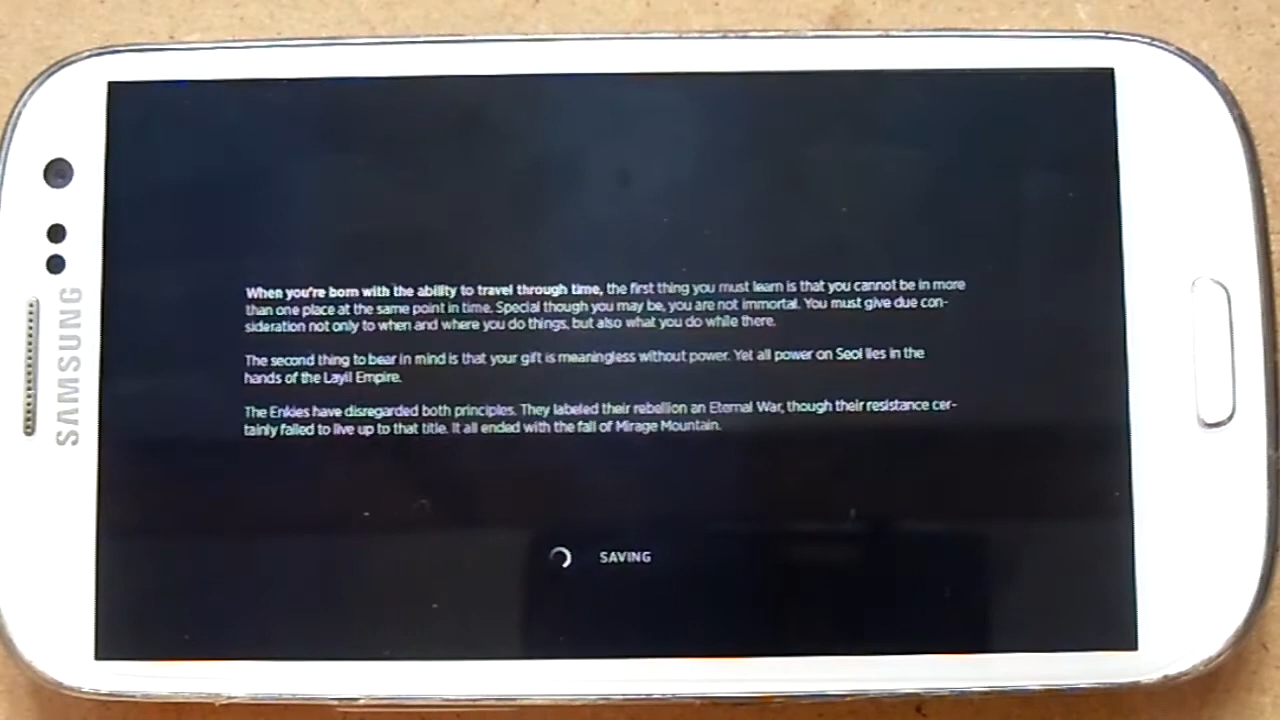 SAMSUNG
When you're born with the ability to travel through time, the first thing you must learn is that you cannot be in more
than one place at the same point in time. Special though you may be, you are not immortal. You must give due con-
sideration not only to when and where you do things, but also what you do while there.
The second thing to bear in mind is that your gift is meaningless without power. Yet all power on Seol lies in the
hands of the Layil Empire.
The Enkies have disregarded both principles. They labeled their rebellion an Eternal War, though their resistance cer-
tainly failed to live up to that title. It all ended with the fall of Mirage Mountain.
SAVING